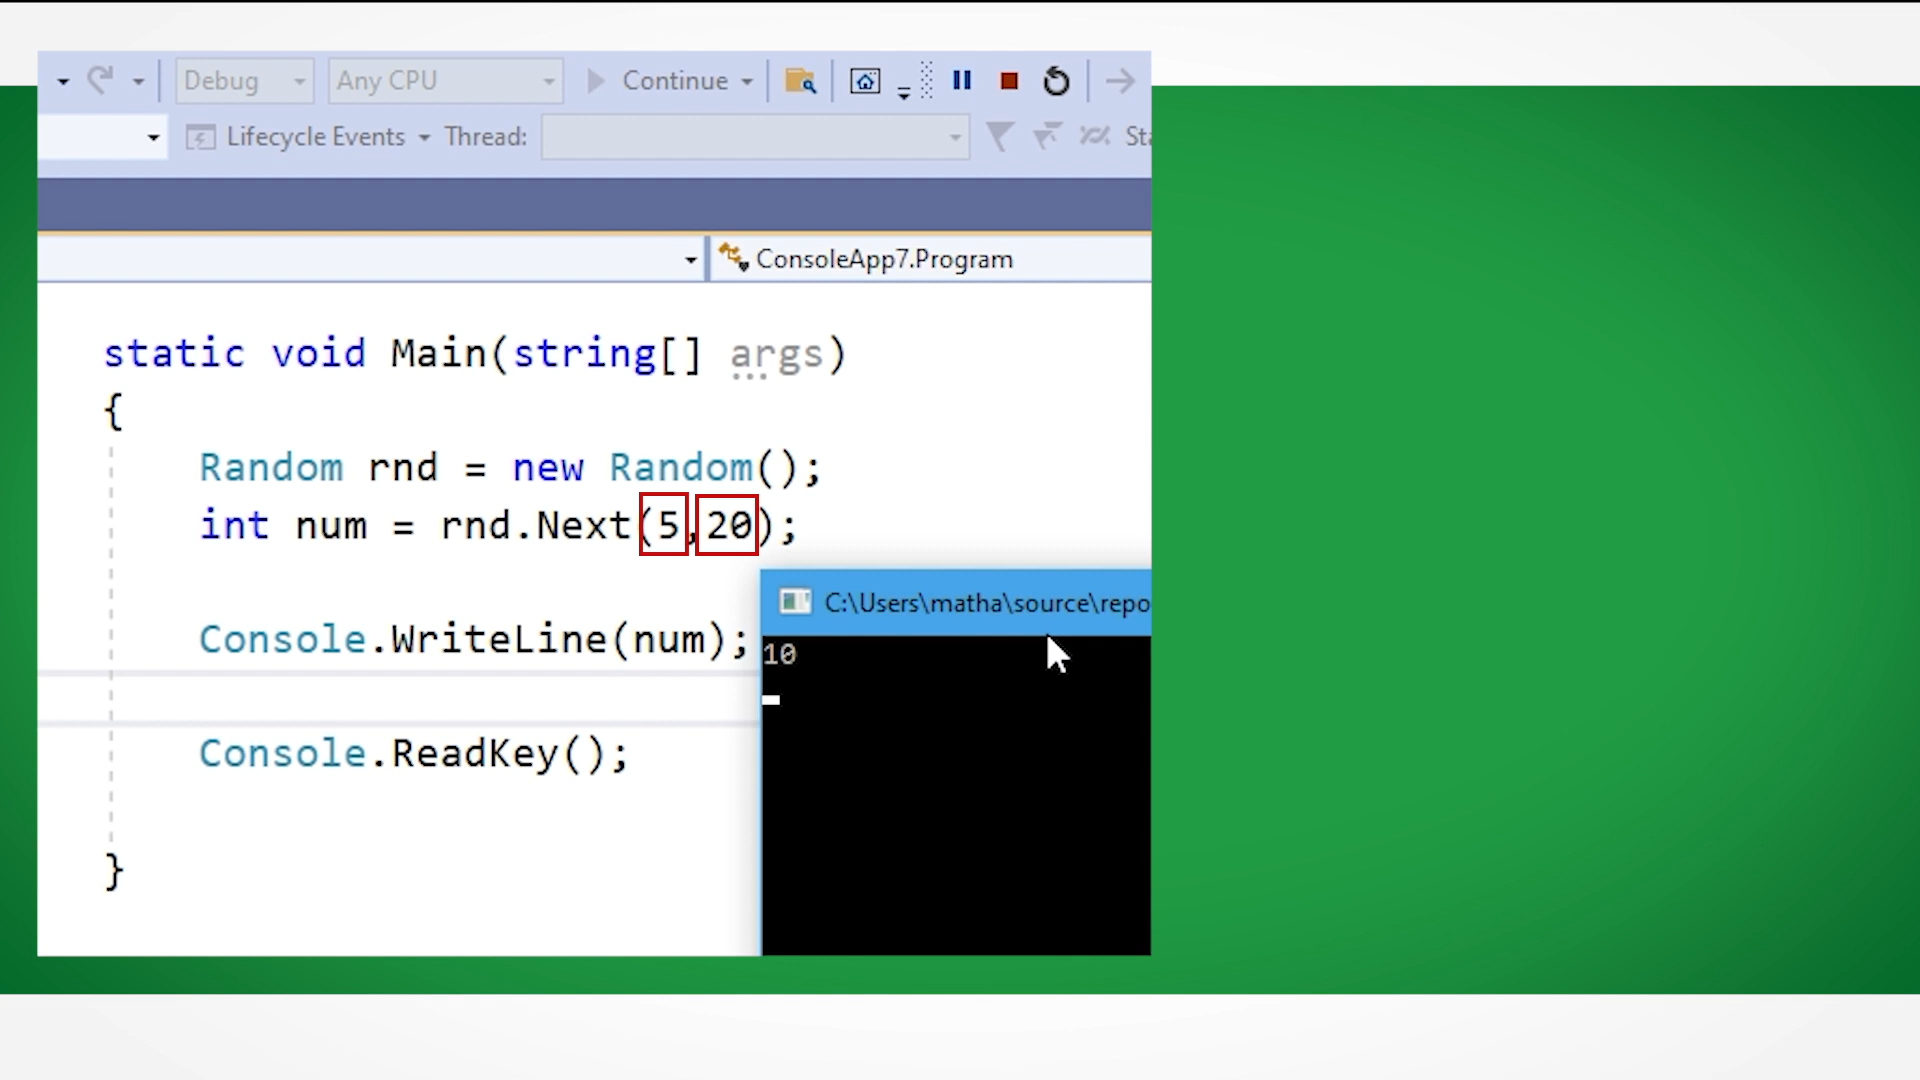 Debug Any CPU Continue
Lifecycle Events Thread:
ConsoleApp7.Program
static void Main(string[] args)
{
Random rnd = new Random();
int num = rnd.Next(5,20);
C:\Users\matha\source\repo
Console.WriteLine(num);
10
Console.ReadKey();
}